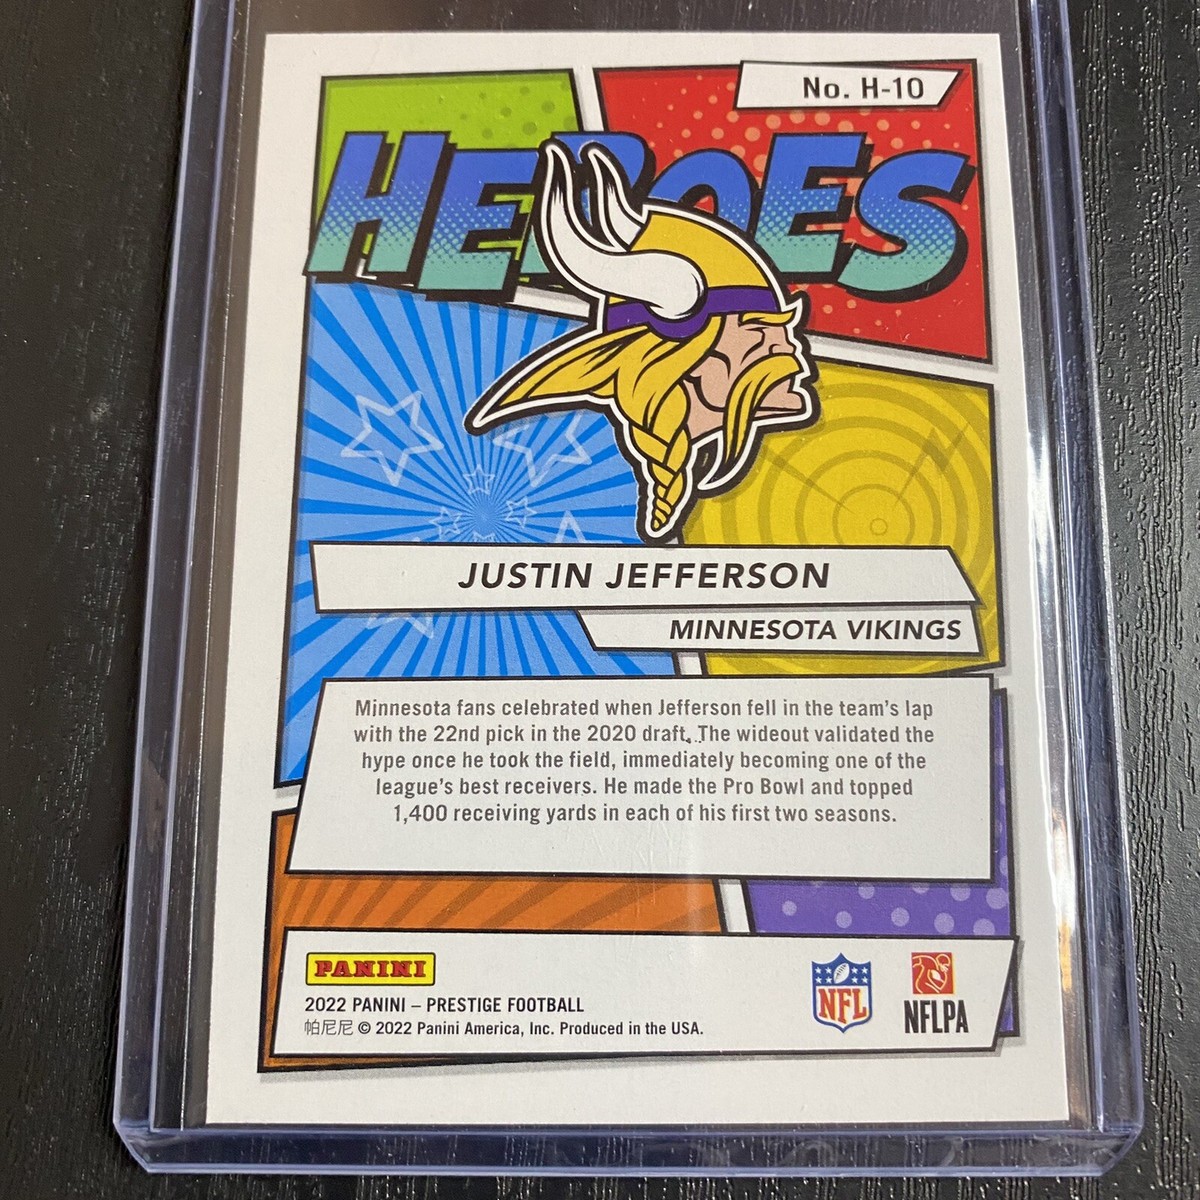 No. H-10
HEROES
JUSTIN JEFFERSON
MINNESOTA VIKINGS
Minnesota fans celebrated when Jefferson fell in the team's lap
with the 22nd pick in the 2020 draft. The wideout validated the
hype once he took the field, immediately becoming one of the
league's best receivers. He made the Pro Bowl and topped
1,400 receiving yards in each of his first two seasons.
PANINI
2022 PANINI – PRESTIGE FOOTBALL
帕尼尼 © 2022 Panini America, Inc. Produced in the USA.
NFL
NFLPA